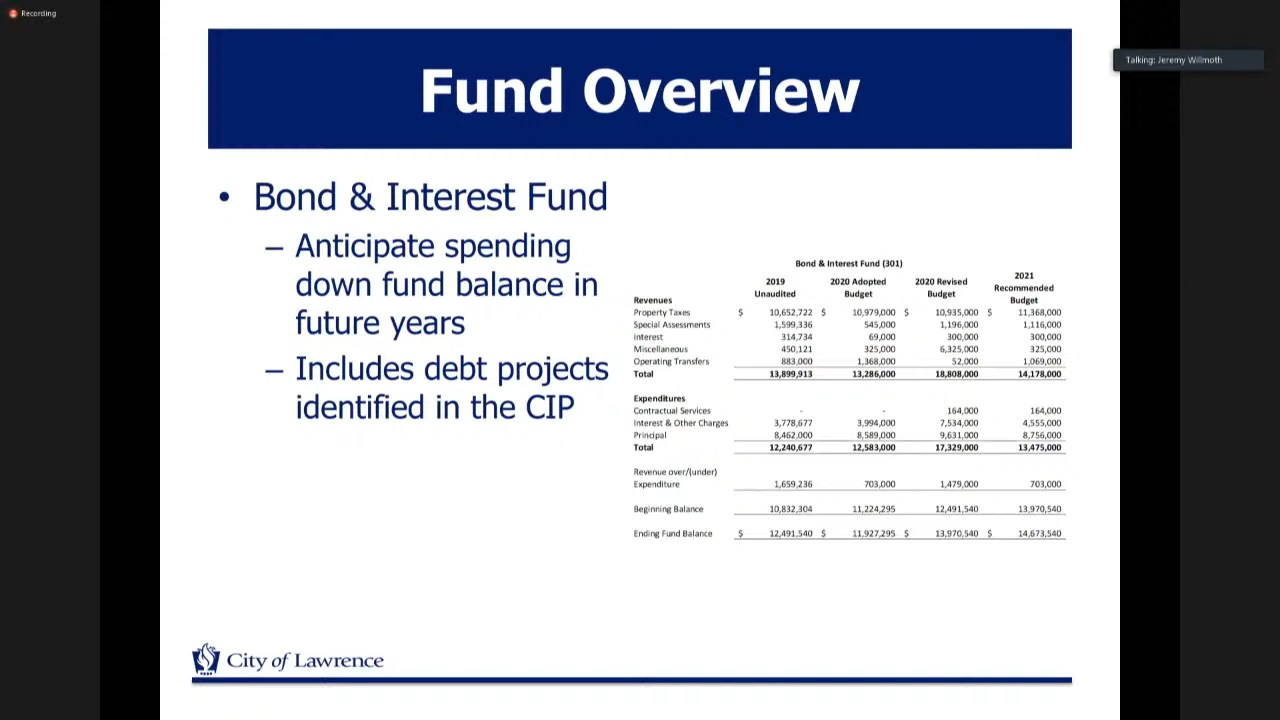 Recording
Talking: Jeremy Willmoth
Fund Overview
• Bond & Interest Fund
– Anticipate spending
down fund balance in
future years
– Includes debt projects
identified in the CIP
Bond & Interest Fund (301)
2019 Unaudited 2020 Adopted Budget 2020 Revised Budget 2021 Recommended Budget
Revenues
Property Taxes $ 10,652,722 $ 10,979,000 $ 10,935,000 $ 11,368,000
Special Assessments 1,599,336 545,000 1,196,000 1,116,000
Interest 314,734 69,000 300,000 300,000
Miscellaneous 450,121 325,000 6,325,000 325,000
Operating Transfers 883,000 1,368,000 52,000 1,069,000
Total 13,899,913 13,286,000 18,808,000 14,178,000
Expenditures
Contractual Services - - 164,000 164,000
Interest & Other Charges 3,778,677 3,994,000 7,534,000 4,555,000
Principal 8,462,000 8,589,000 9,631,000 8,756,000
Total 12,240,677 12,583,000 17,329,000 13,475,000
Revenue over/(under)
Expenditure 1,659,236 703,000 1,479,000 703,000
Beginning Balance 10,832,304 11,224,295 12,491,540 13,970,540
Ending Fund Balance $ 12,491,540 $ 11,927,295 $ 13,970,540 $ 14,673,540
City of Lawrence